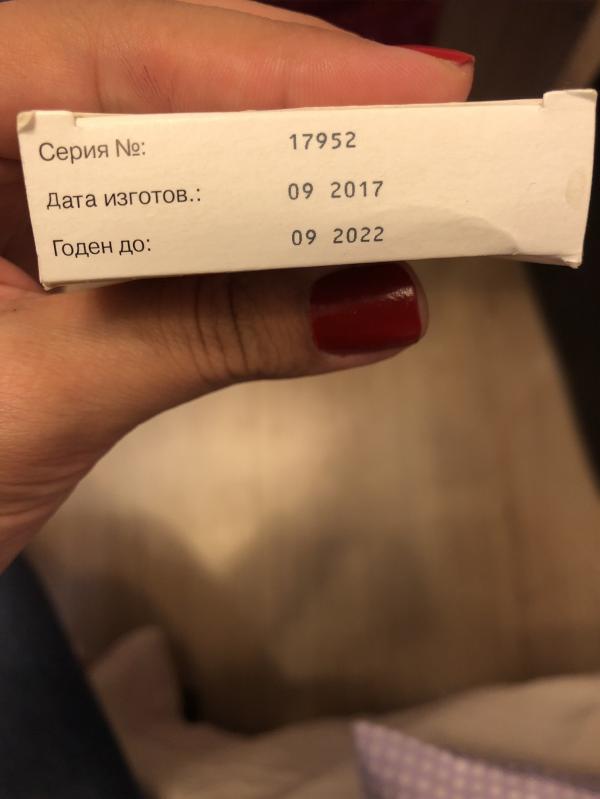 Серия №: 17952
Дата изготов.: 09 2017
Годен до: 09 2022